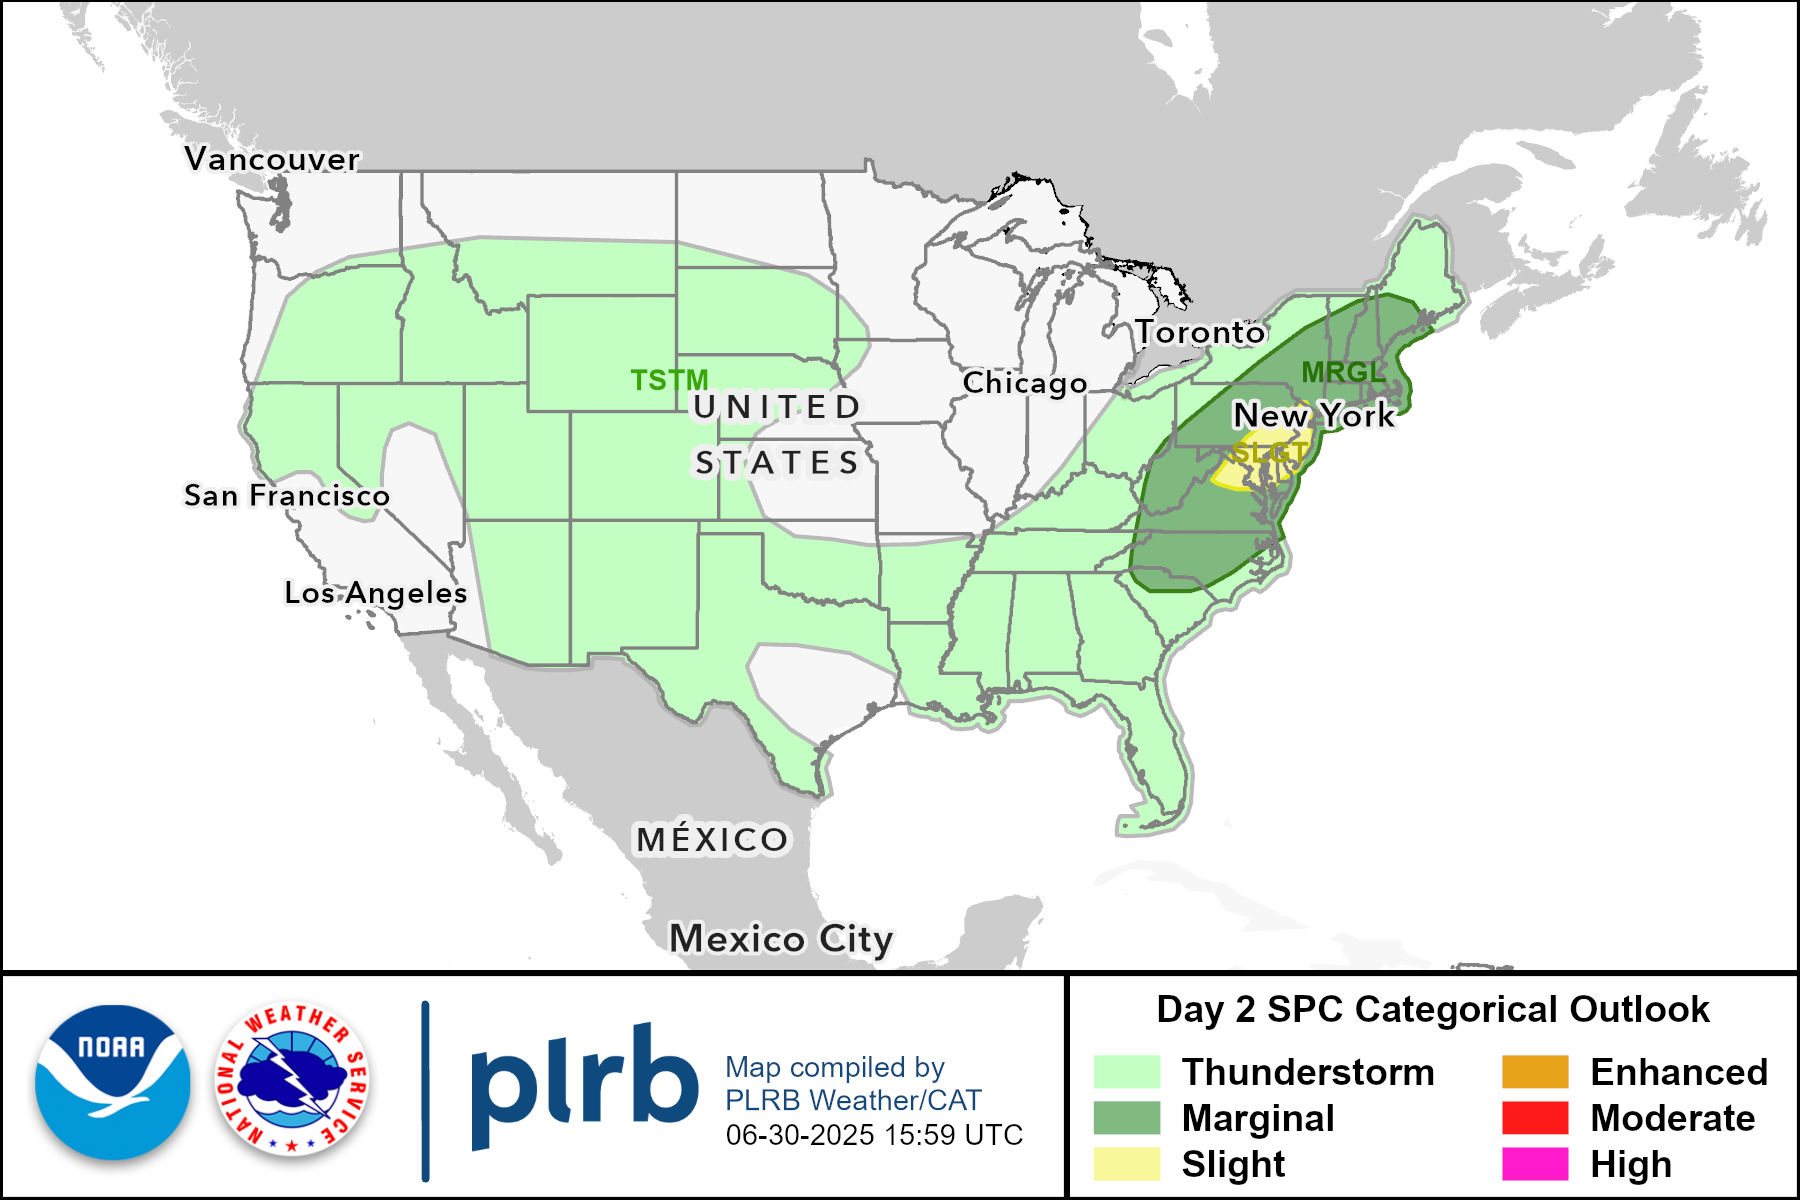 Vancouver
Toronto
MRGL
TSTM
Chicago
UNITED
New York
SLGT
STATES
San Francisco
Los Angeles
MÉXICO
Mexico City
NOAA
NATIONAL WEATHER SERVICE
plrb
Map compiled by
PLRB Weather/CAT
06-30-2025 15:59 UTC
Day 2 SPC Categorical Outlook
Thunderstorm
Enhanced
Marginal
Moderate
Slight
High